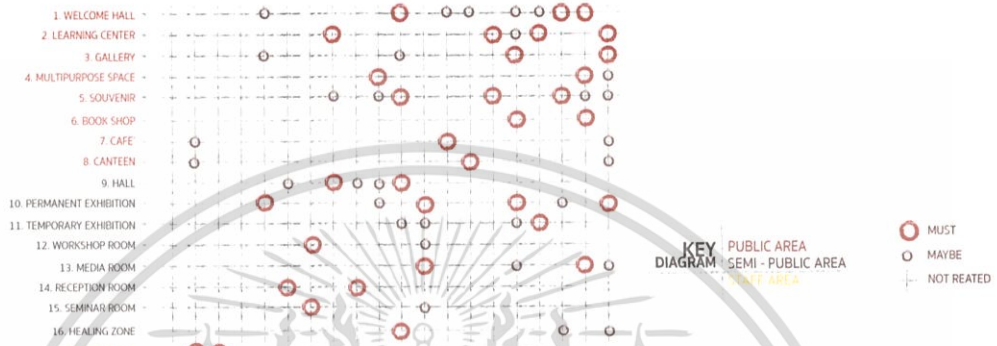 1. WELCOME HALL
2. LEARNING CENTER
3. GALLERY
4. MULTIPURPOSE SPACE
5. SOUVENIR
6. BOOK SHOP
7. CAFE'
8. CANTEEN
9. HALL
10. PERMANENT EXHIBITION
11. TEMPORARY EXHIBITION
12. WORKSHOP ROOM
13. MEDIA ROOM
14. RECEPTION ROOM
15. SEMINAR ROOM
16. HEALING ZONE
KEY DIAGRAM
PUBLIC AREA
SEMI - PUBLIC AREA
STAFF AREA
MUST
MAYBE
NOT REATED